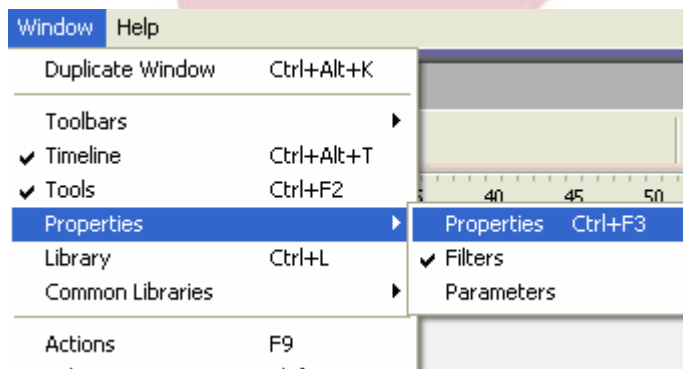 Window Help
Duplicate Window Ctrl+Alt+K
Toolbars
Timeline Ctrl+Alt+T
Tools Ctrl+F2
40 45 50
Properties Properties Ctrl+F3
Library Ctrl+L Filters
Common Libraries Parameters
Actions F9